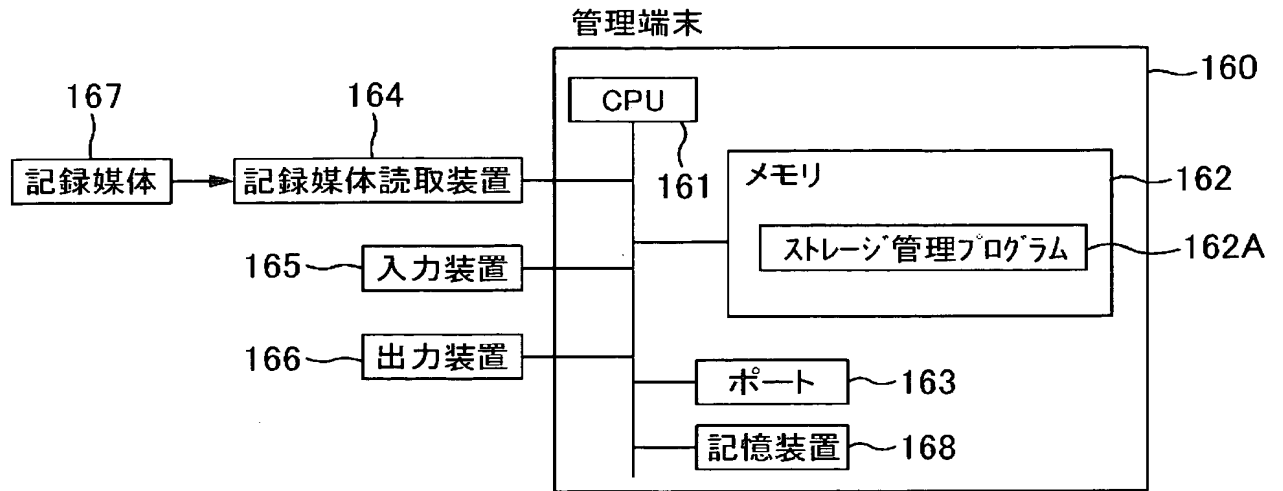 管理端末
160
CPU
161
167
164
記録媒体
記録媒体読取装置
メモリ
162
ストレージ管理プログラム
162A
165
入力装置
166
出力装置
ポート
163
記憶装置
168